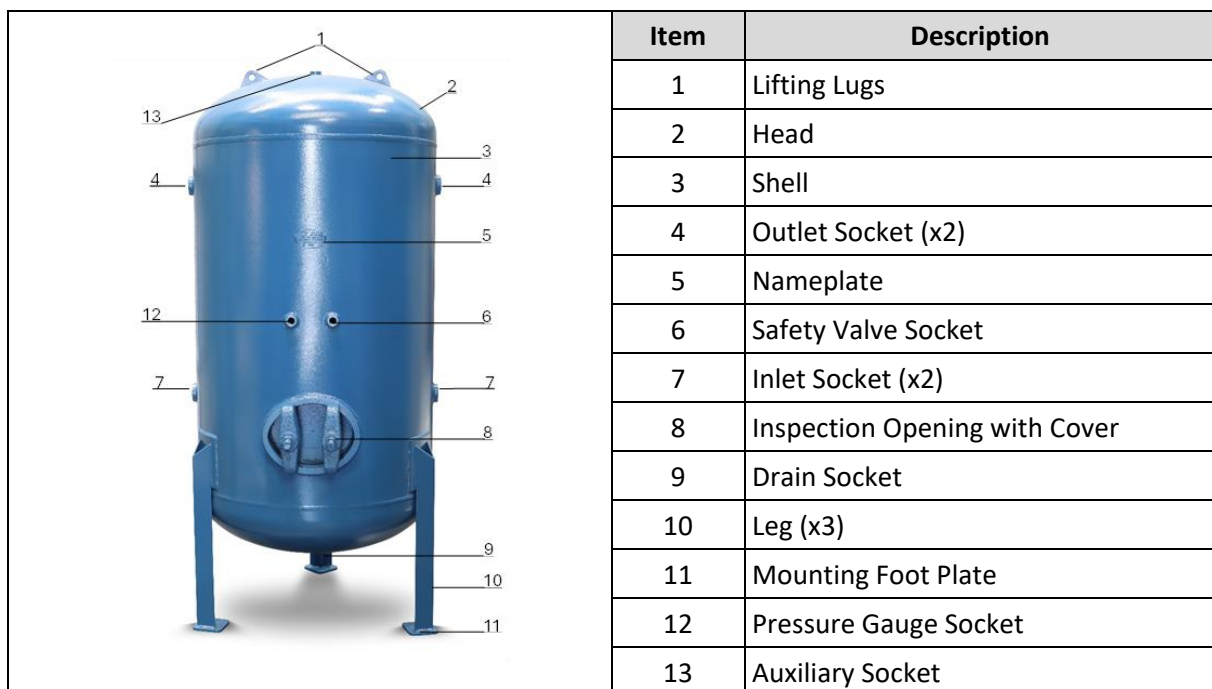 1
13
2
3
4
4
5
12
6
7
7
8
9
10
11
Item Description
1 Lifting Lugs
2 Head
3 Shell
4 Outlet Socket (x2)
5 Nameplate
6 Safety Valve Socket
7 Inlet Socket (x2)
8 Inspection Opening with Cover
9 Drain Socket
10 Leg (x3)
11 Mounting Foot Plate
12 Pressure Gauge Socket
13 Auxiliary Socket